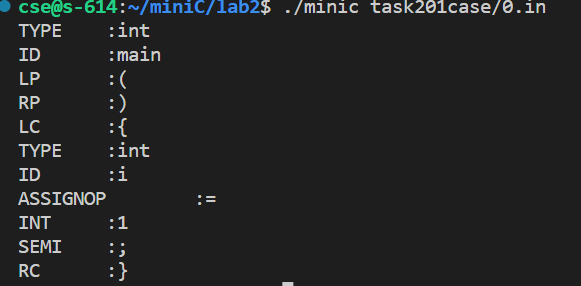 cse@s-614:~/miniC/lab2$ ./minic task201case/0.in
TYPE    :int
ID      :main
LP      :(
RP      :)
LC      :{
TYPE    :int
ID      :i
ASSIGNOP        :=
INT     :1
SEMI    :;
RC      :}